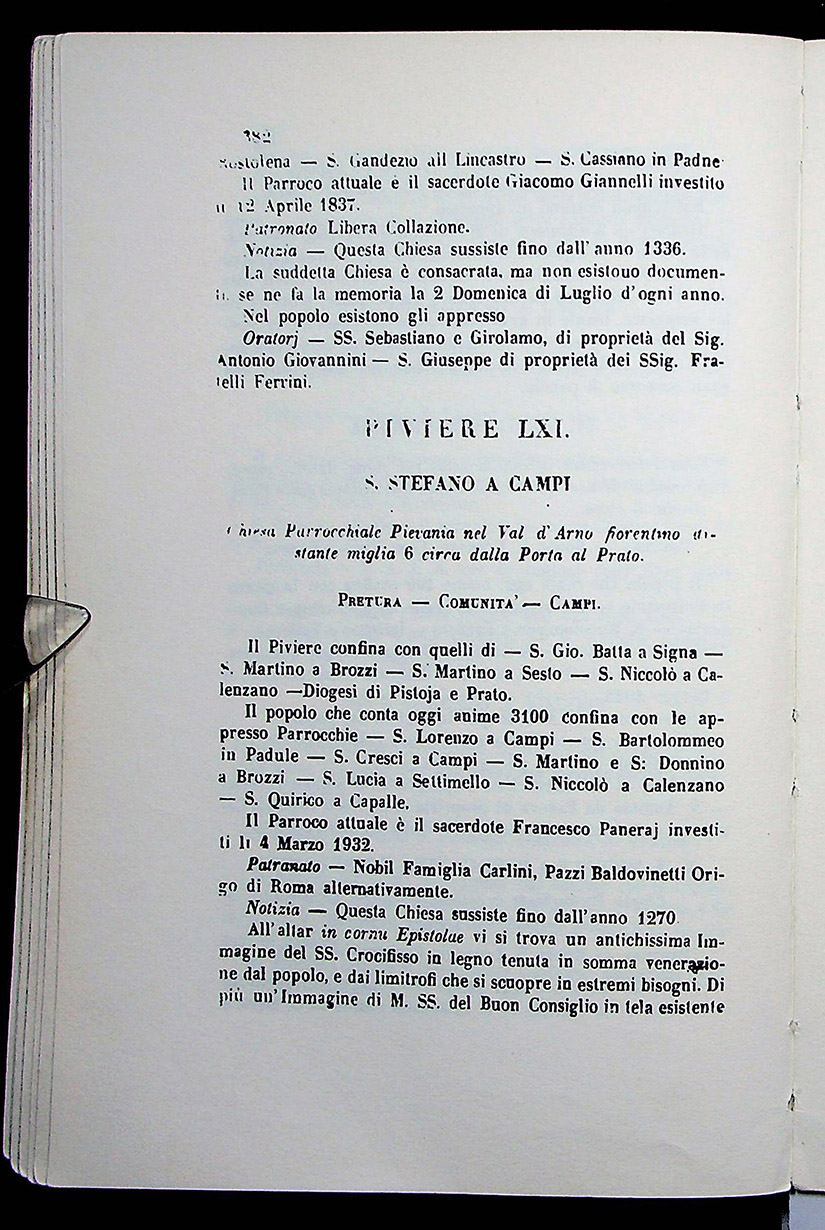 382
— S. Gandezio all Lincastro — S. Cassiano in Padne
Il Parroco attuale e il sacerdote Giacomo Giannelli investito
12 Aprile 1837.
Patronato Libera Collazione.
Notizia — Questa Chiesa sussiste fino dall'anno 1336.
La suddetta Chiesa è consacrata, ma non esistouo documen-
se ne fa la memoria la 2 Domenica di Luglio d'ogni anno.
Nel popolo esistono gli appresso
Oratorj — SS. Sebastiano e Girolamo, di proprietà del Sig.
Antonio Giovannini — S. Giuseppe di proprietà dei SSig. Fra-
telli Ferrini.
PIVIERE LXI.
S. STEFANO A CAMPI
Chiesa Parrocchiale Pievania nel Val d'Arno fiorentino di-
stante miglia 6 circa dalla Porta al Prato.
PRETURA — COMUNITA' — CAMPI.
Il Piviere confina con quelli di — S. Gio. Batta a Signa —
S. Martino a Brozzi — S. Martino a Sesto — S. Niccolò a Ca-
lenzano —Diogesi di Pistoja e Prato.
Il popolo che conta oggi anime 3100 confina con le ap-
presso Parrocchie — S. Lorenzo a Campi — S. Bartolommeo
in Padule — S. Cresci a Campi — S. Martino e S: Donnino
a Brozzi — S. Lucia a Settimello — S. Niccolò a Calenzano
— S. Quirico a Capalle,
Il Parroco attuale è il sacerdote Francesco Paneraj investi-
ti li 4 Marzo 1932.
Patranato — Nobil Famiglia Carlini, Pazzi Baldovinetti Ori-
go di Roma alternativamente.
Notizia — Questa Chiesa sussiste fino dall'anno 1270
All'altar in cornu Epistolae vi si trova un antichissima Im-
magine del SS. Crocifisso in legno tenuta in somma venerazio-
ne dal popolo, e dai limitrofi che si scuopre in estremi bisogni. Di
più un'Immagine di M. SS. del Buon Consiglio in tela esistente